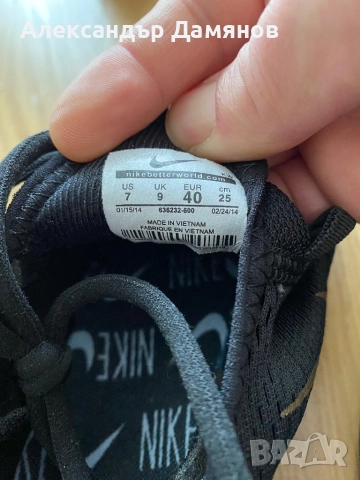 Александър Дамянов
nikebetterworld.com
US UK EUR cm
7 9 40 25
01/15/14 636232-600 02/24/14
MADE IN VIETNAM
FABRIQUE EN VIETNAM
NIKE
NIKE
NIKE
BAZAR